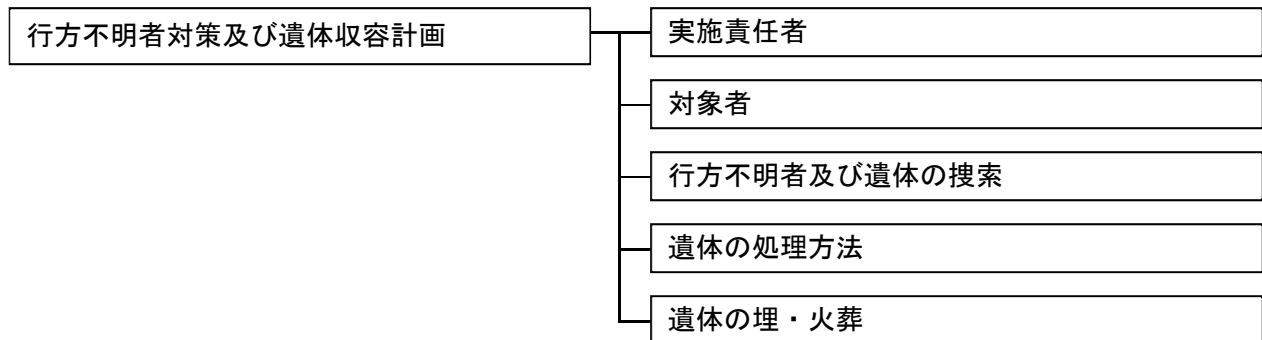 行方不明者対策及び遺体収容計画
実施責任者
対象者
行方不明者及び遺体の捜索
遺体の処理方法
遺体の埋・火葬